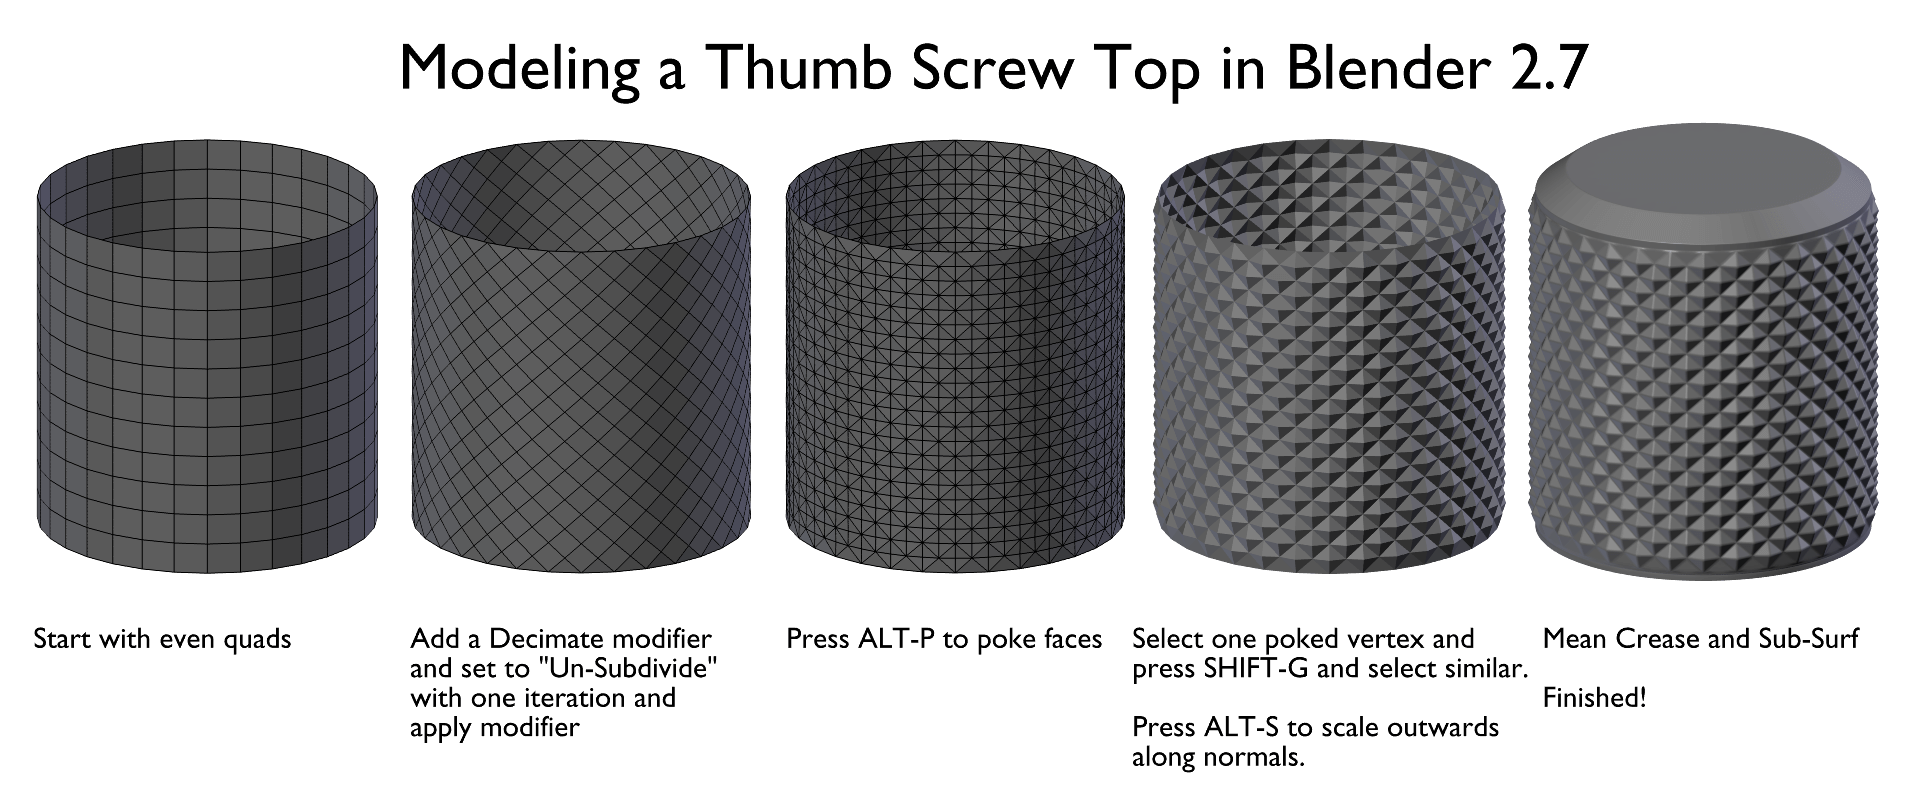 Modeling a Thumb Screw Top in Blender 2.7
Start with even quads
Add a Decimate modifier
and set to "Un-Subdivide"
with one iteration and
apply modifier
Press ALT-P to poke faces
Select one poked vertex and
press SHIFT-G and select similar.
Press ALT-S to scale outwards
along normals.
Mean Crease and Sub-Surf
Finished!